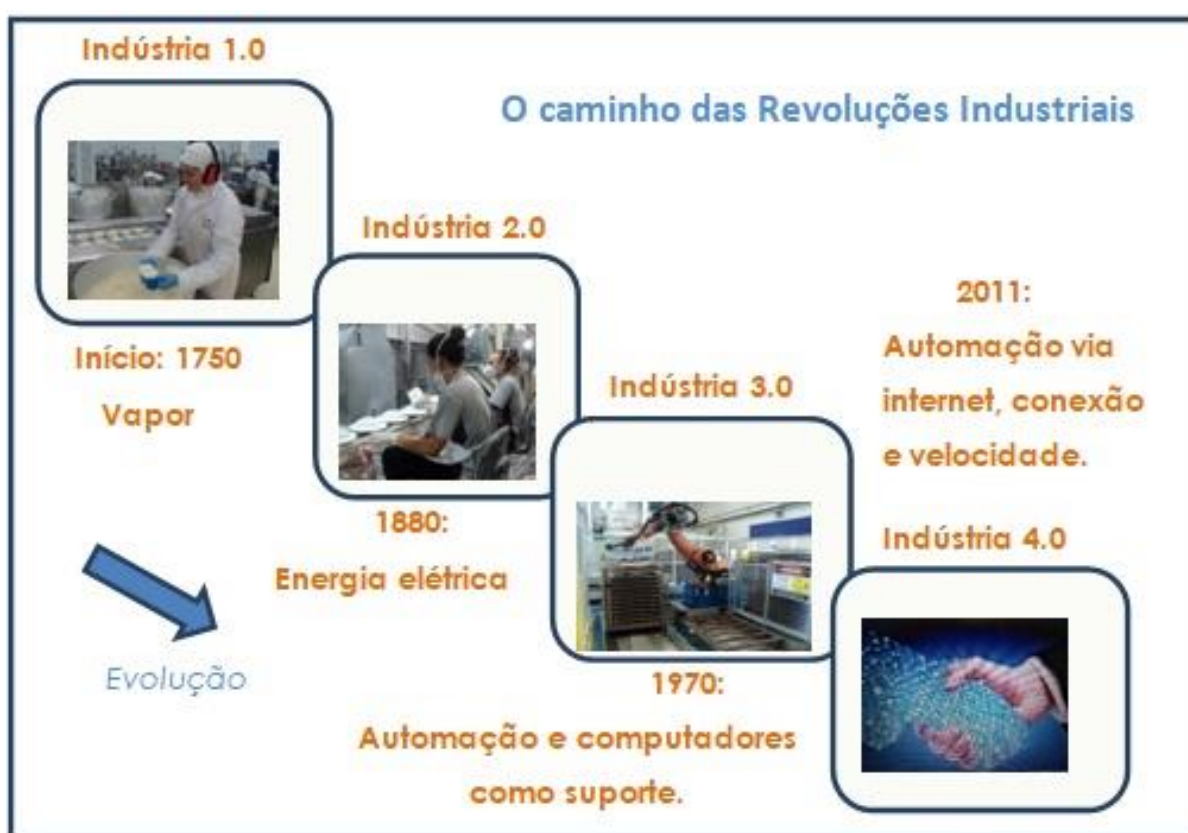 Indústria 1.0
O caminho das Revoluções Industriais
Início: 1750
Vapor
Indústria 2.0
1880:
Energia elétrica
Indústria 3.0
1970:
Automação e computadores
como suporte.
2011:
Automação via
internet, conexão
e velocidade.
Indústria 4.0
Evolução